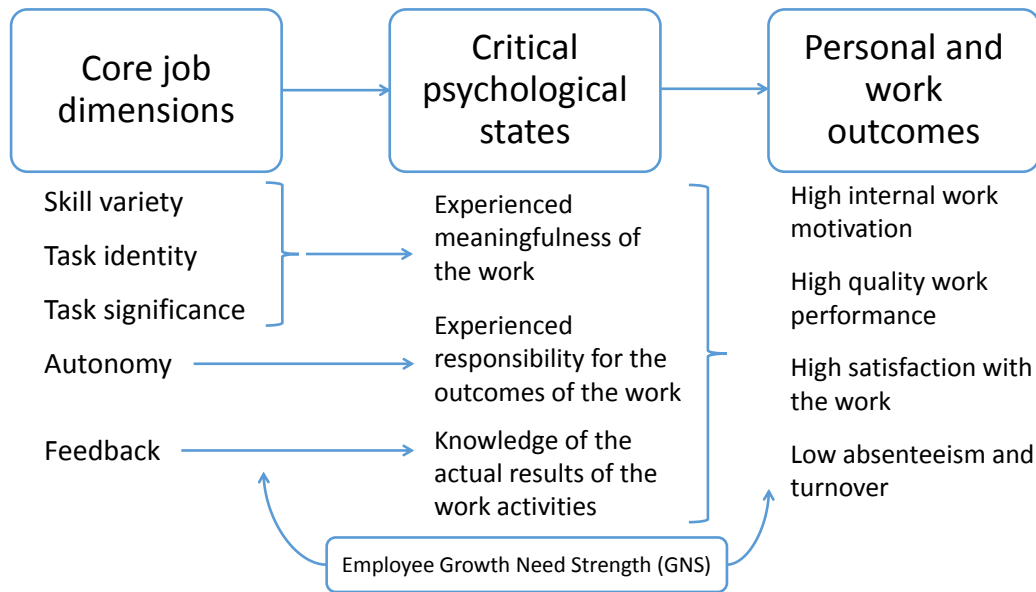 Core job
dimensions
Critical
psychological
states
Personal and
work
outcomes
Skill variety
Task identity
Task significance
Autonomy
Feedback
Experienced
meaningfulness of
the work
Experienced
responsibility for the
outcomes of the work
Knowledge of the
actual results of the
work activities
High internal work
motivation
High quality work
performance
High satisfaction with
the work
Low absenteeism and
turnover
Employee Growth Need Strength (GNS)